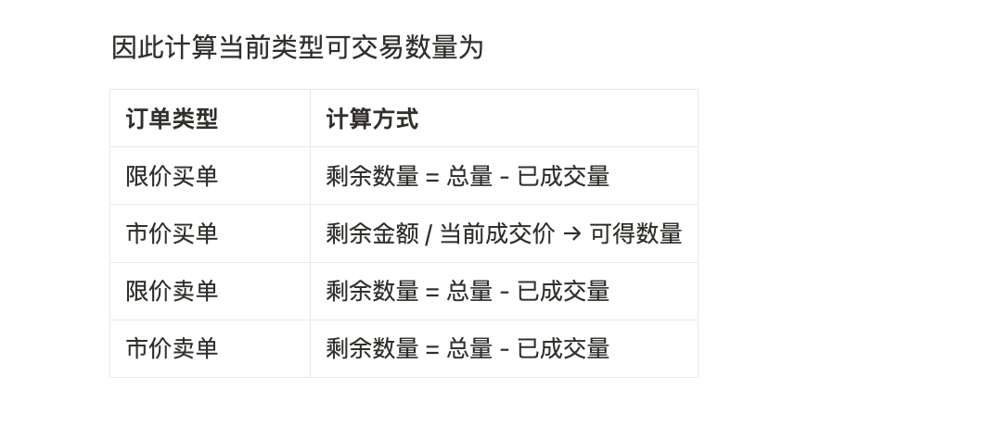 因此计算当前类型可交易数量为
订单类型 计算方式
限价买单 剩余数量 = 总量 - 已成交量
市价买单 剩余金额 / 当前成交价 → 可得数量
限价卖单 剩余数量 = 总量 - 已成交量
市价卖单 剩余数量 = 总量 - 已成交量